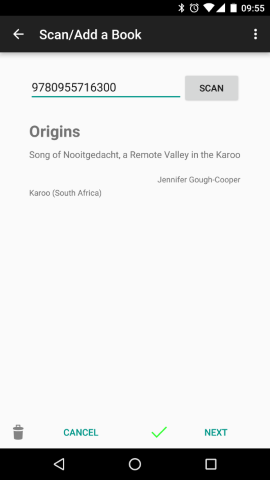 09:55
Scan/Add a Book
9780955716300 SCAN
Origins
Song of Nooitgedacht, a Remote Valley in the Karoo
Jennifer Gough-Cooper
Karoo (South Africa)
CANCEL NEXT